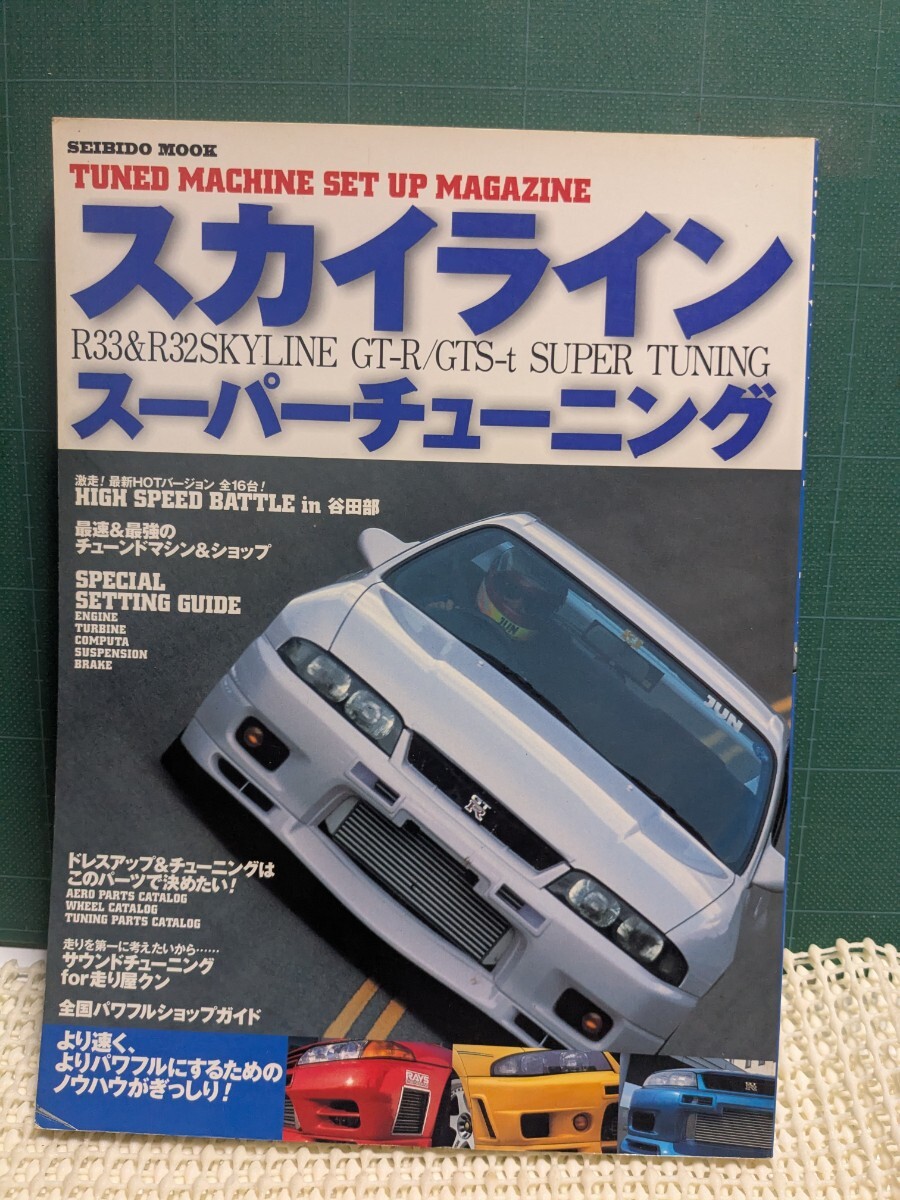 SEIBIDO MOOK
TUNED MACHINE SET UP MAGAZINE
スカイライン
R33&R32SKYLINE GT-R/GTS-t SUPER TUNING
スーパーチューニング
激走！最新HOTバージョン 全16台！
HIGH SPEED BATTLE in 谷田部
最速&最強の
チューンドマシン&ショップ
SPECIAL
SETTING GUIDE
ENGINE
TURBINE
COMPUTA
SUSPENSION
BRAKE
JUN
JUN
GT
R
ドレスアップ&チューニングは
このパーツで決めたい！
AERO PARTS CATALOG
WHEEL CATALOG
TUNING PARTS CATALOG
走りを第一に考えたいから……
サウンドチューニング
for走り屋クン
全国パワフルショップガイド
より速く、
よりパワフルにするための
ノウハウがぎっしり！
RAYS